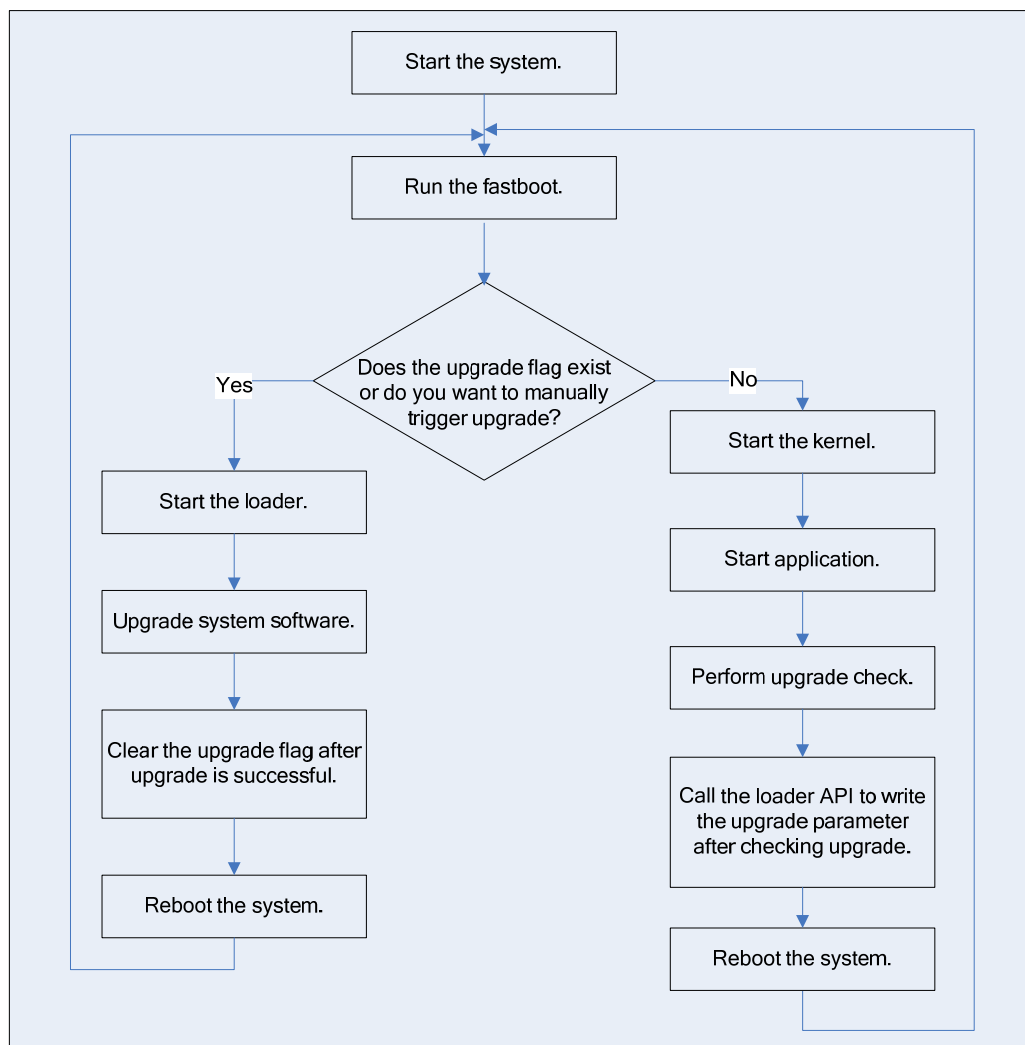 Start the system.
Run the fastboot.
Does the upgrade flag exist
or do you want to manually
trigger upgrade?
Yes
No
Start the loader.
Upgrade system software.
Clear the upgrade flag after
upgrade is successful.
Reboot the system.
Start the kernel.
Start application.
Perform upgrade check.
Call the loader API to write
the upgrade parameter
after checking upgrade.
Reboot the system.